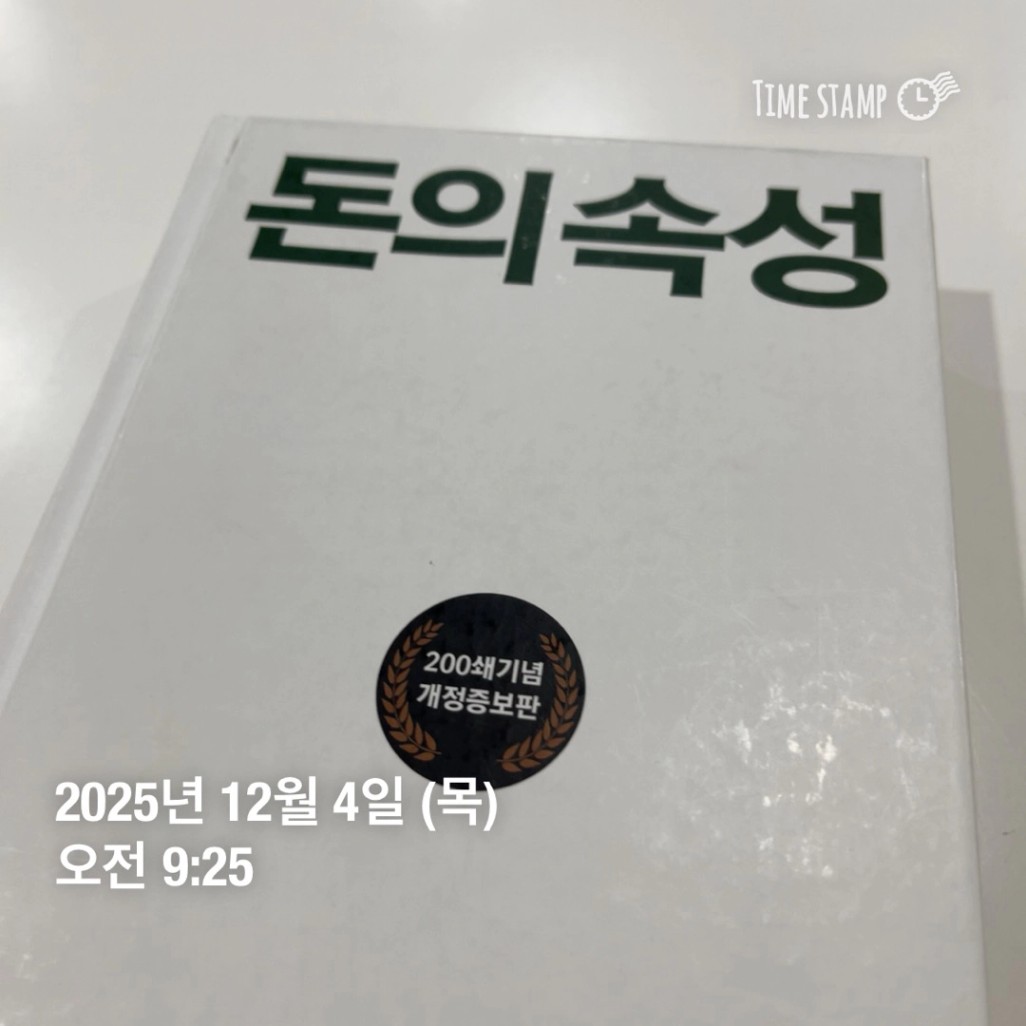 TIME STAMP
돈의 속성
200쇄기념
개정증보판
2025년 12월 4일 (목)
오전 9:25